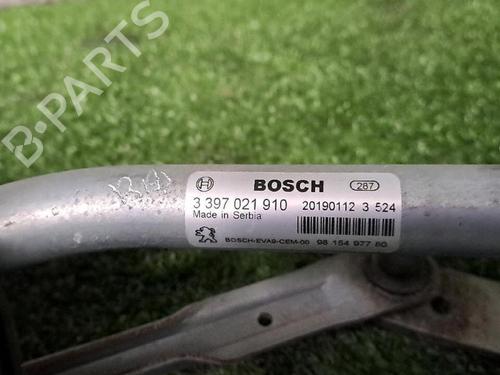 B-PARTS
BOSCH 287
3 397 021 910 20190112 3 524
Made in Serbia
BOSCH:EVA9-CEM-00 98 154 977 80